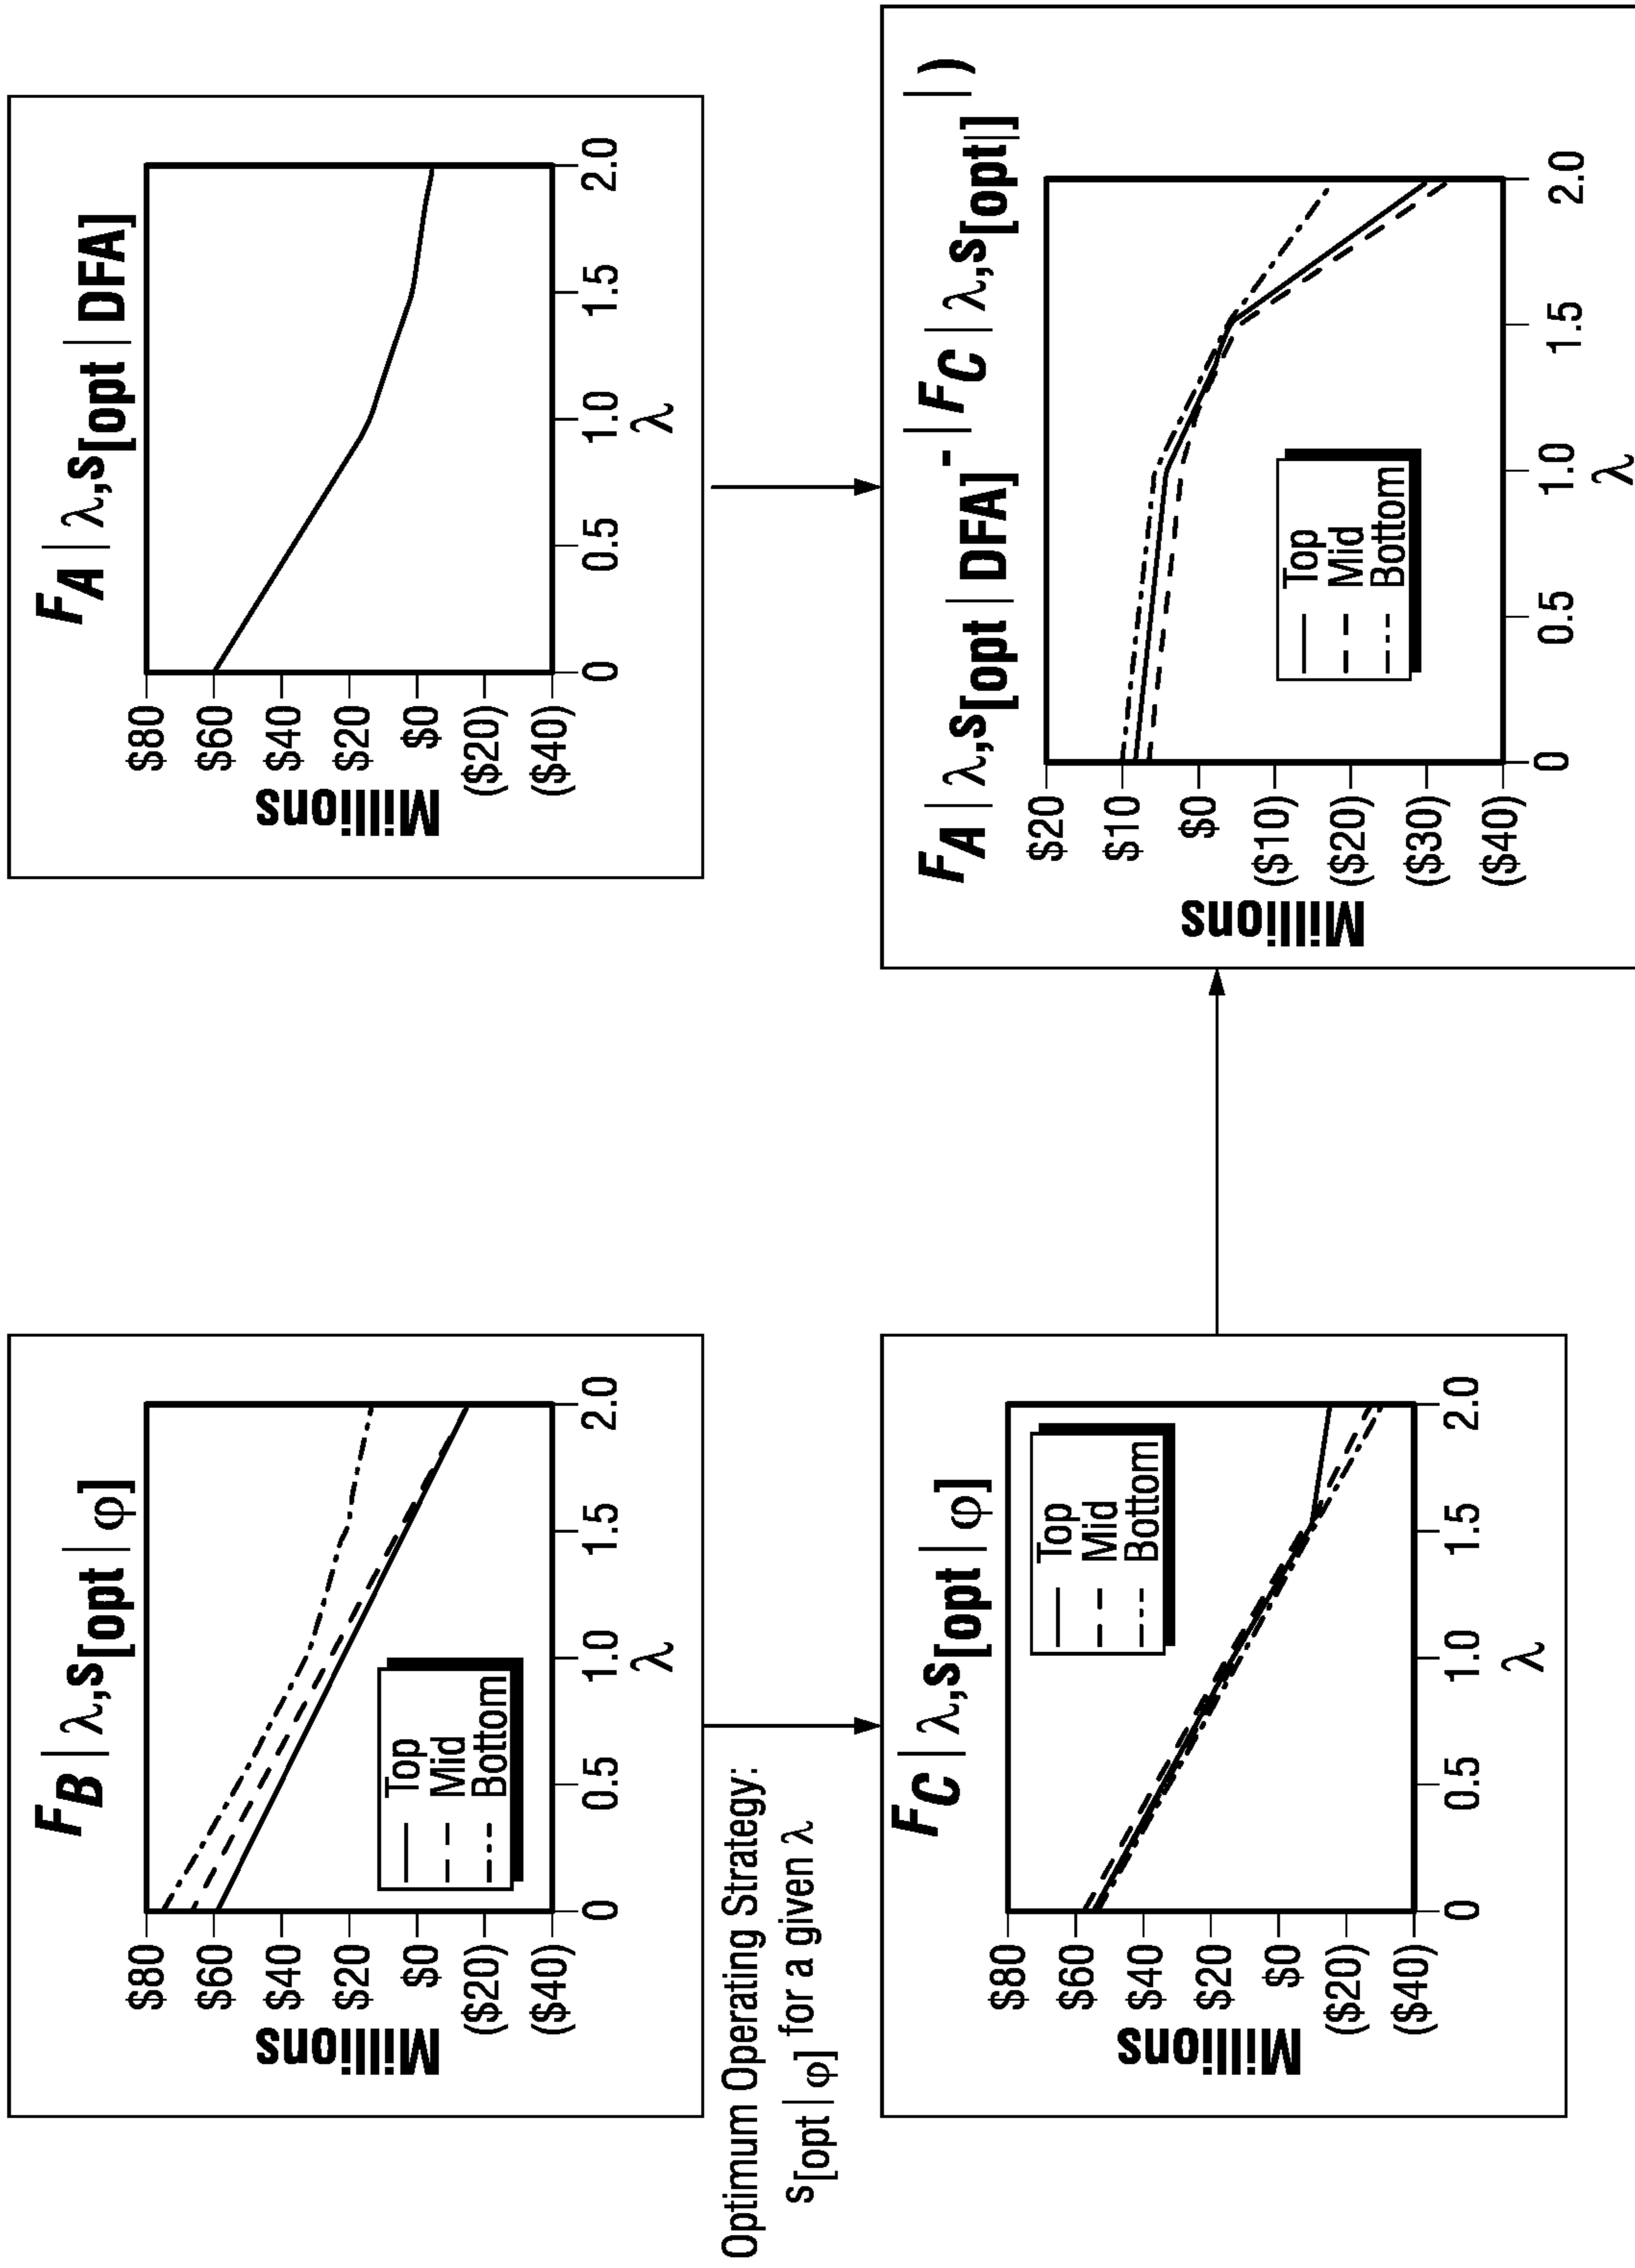 F_B | λ,s[opt | φ]
Millions
$80
$60
$40
$20
$0
($20)
($40)
Top
Mid
Bottom
0
0.5
1.0
1.5
2.0
λ
F_A | λ,s[opt | DFA]
Millions
$80
$60
$40
$20
$0
($20)
($40)
0
0.5
1.0
1.5
2.0
λ
Optimum Operating Strategy:
s[opt | φ] for a given λ
F_C | λ,s[opt | φ]
Millions
$80
$60
$40
$20
$0
($20)
($40)
Top
Mid
Bottom
0
0.5
1.0
1.5
2.0
λ
F_A | λ,s[opt | DFA] - | F_C | λ,s[opt|] | )
Millions
$20
$10
$0
($10)
($20)
($30)
($40)
Top
Mid
Bottom
0
0.5
1.0
1.5
2.0
λ